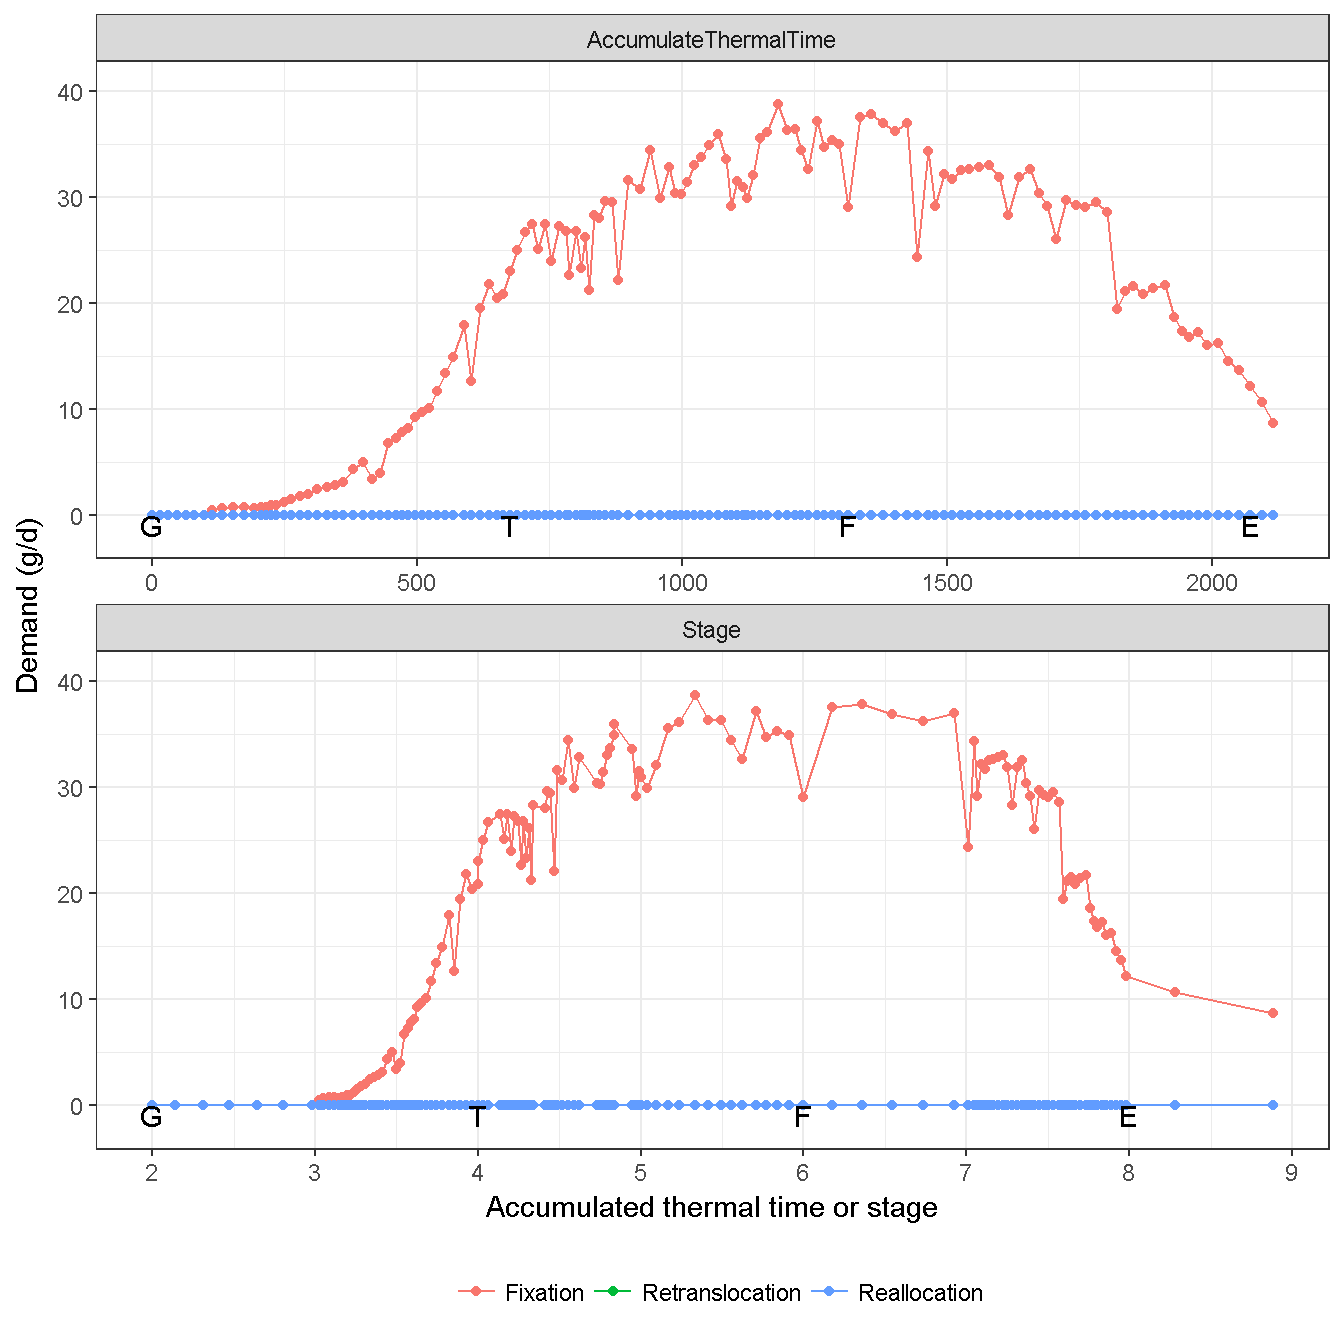 AccumulateThermalTime
40
30
20
10
0
G T F E
0 500 1000 1500 2000
Stage
40
30
20
10
0
G T F E
2 3 4 5 6 7 8 9
Demand (g/d)
Accumulated thermal time or stage
Fixation Retranslocation Reallocation